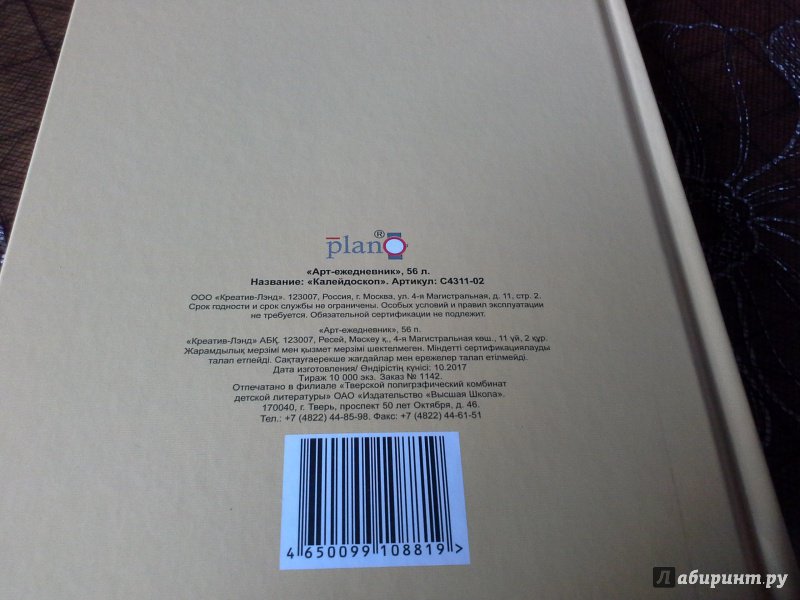 plano®
«Арт-ежедневник», 56 л.
Название: «Калейдоскоп». Артикул: С4311-02
ООО «Креатив-Лэнд». 123007, Россия, г. Москва, ул. 4-я Магистральная, д. 11, стр. 2.
Срок годности и срок службы не ограничены. Особых условий и правил эксплуатации
не требуется. Обязательной сертификации не подлежит.
«Арт-ежедневник», 56 п.
«Креатив-Лэнд» АБҚ. 123007, Ресей, Маскеу қ., 4-я Магистральная көш., 11 үй, 2 құр.
Жарамдылық мерзімі мен қызмет мерзімі шектелмеген. Міндетті сертификациялауды
талап етпейді. Сақтауғаерекше жағдайлар мен ережелер талап етілмейді.
Дата изготовления/ Өндірістің күнісі: 10.2017
Тираж 10 000 экз. Заказ № 1142.
Отпечатано в филиале «Тверской полиграфический комбинат
детской литературы» ОАО «Издательство «Высшая Школа».
170040, г. Тверь, проспект 50 лет Октября, д. 46.
Тел.: +7 (4822) 44-85-98. Факс: +7 (4822) 44-61-51
4 650099 108819 >
Лабиринт.ру